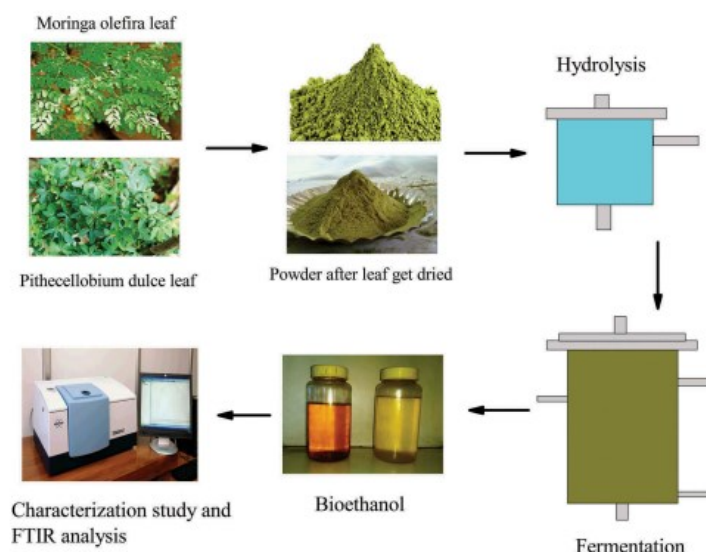 Moringa olefira leaf
Hydrolysis
Pithecellobium dulce leaf
Powder after leaf get dried
Characterization study and
FTIR analysis
Bioethanol
Fermentation